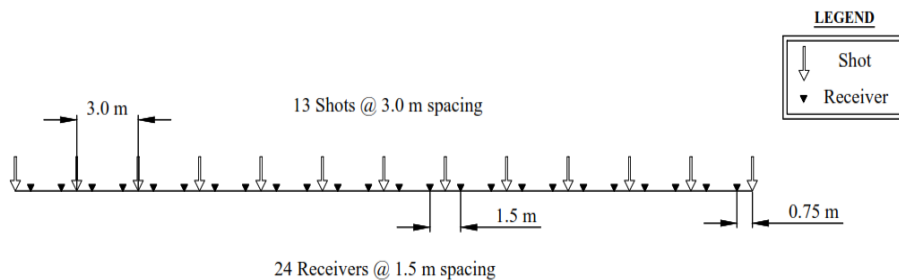 LEGEND
Shot
Receiver
3.0 m
13 Shots @ 3.0 m spacing
1.5 m
0.75 m
24 Receivers @ 1.5 m spacing